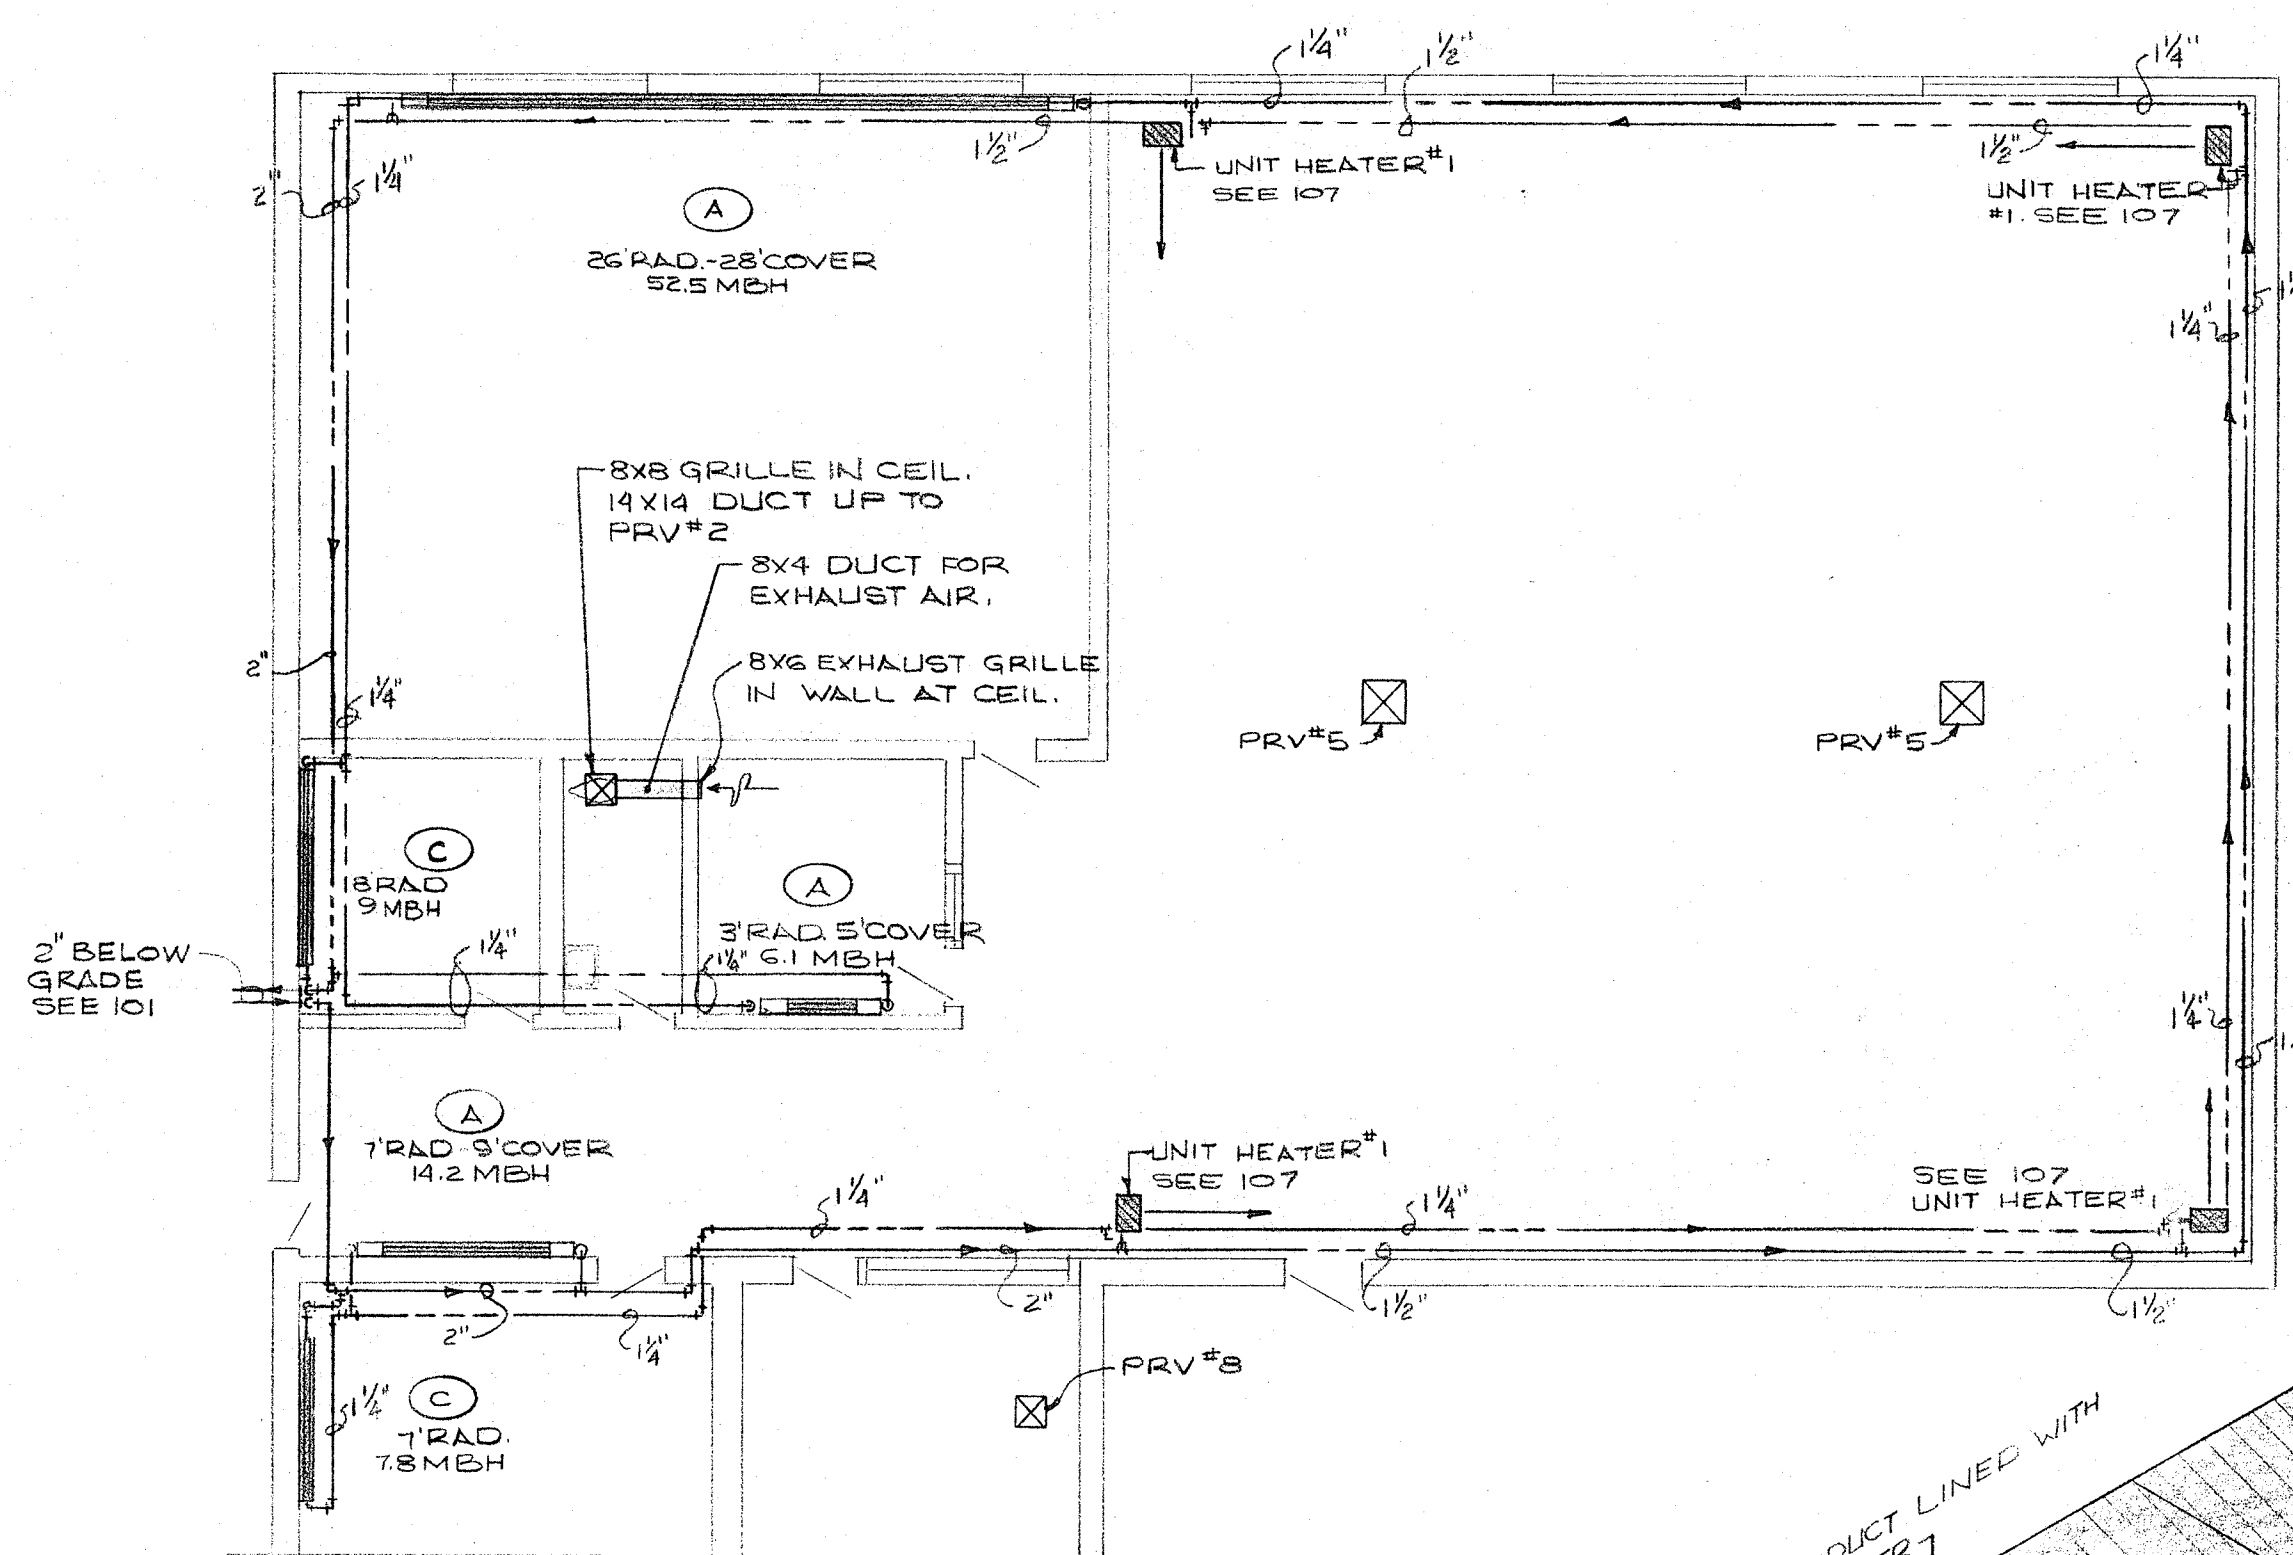 1¼"
1½"
1¼"
2"
1¼"
1½"
UNIT HEATER #1
SEE 107
1½"
UNIT HEATER
#1. SEE 107
A
26'RAD.-28'COVER
52.5 MBH
1¼"
8X8 GRILLE IN CEIL.
14X14 DUCT UP TO
PRV #2
8X4 DUCT FOR
EXHAUST AIR.
2"
1¼"
8X6 EXHAUST GRILLE
IN WALL AT CEIL.
PRV #5
PRV #5
C
8'RAD
9 MBH
A
3'RAD. 5'COVER
6.1 MBH
1¼"
1¼"
2" BELOW
GRADE
SEE 101
1¼"
A
7'RAD 9'COVER
14.2 MBH
UNIT HEATER #1
SEE 107
SEE 107
UNIT HEATER #1
1¼"
1¼"
2"
1¼"
2"
1½"
1½"
PRV #8
1¼"
C
7'RAD.
7.8 MBH
DUCT LINED WITH